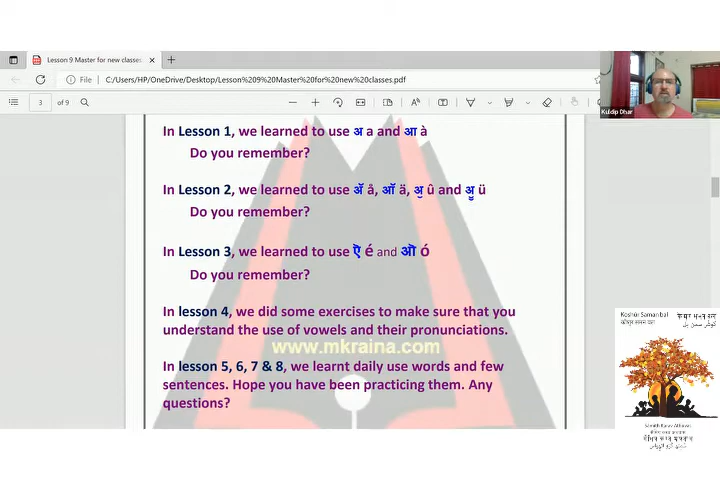 Lesson 9 Master for new classes
File C:/Users/HP/OneDrive/Desktop/Lesson%209%20Master%20for%20new%20classes.pdf
3 of 9
Kuldip Dhar
In Lesson 1, we learned to use अ a and आ à
Do you remember?
In Lesson 2, we learned to use ॲ å, ऑ ä, अॖ û and अॗ ü
Do you remember?
In Lesson 3, we learned to use ऎ é and ऒ ó
Do you remember?
In lesson 4, we did some exercises to make sure that you
understand the use of vowels and their pronunciations.
www.mkraina.com
In lesson 5, 6, 7 & 8, we learnt daily use words and few
sentences. Hope you have been practicing them. Any
questions?
Koshür Saman bal